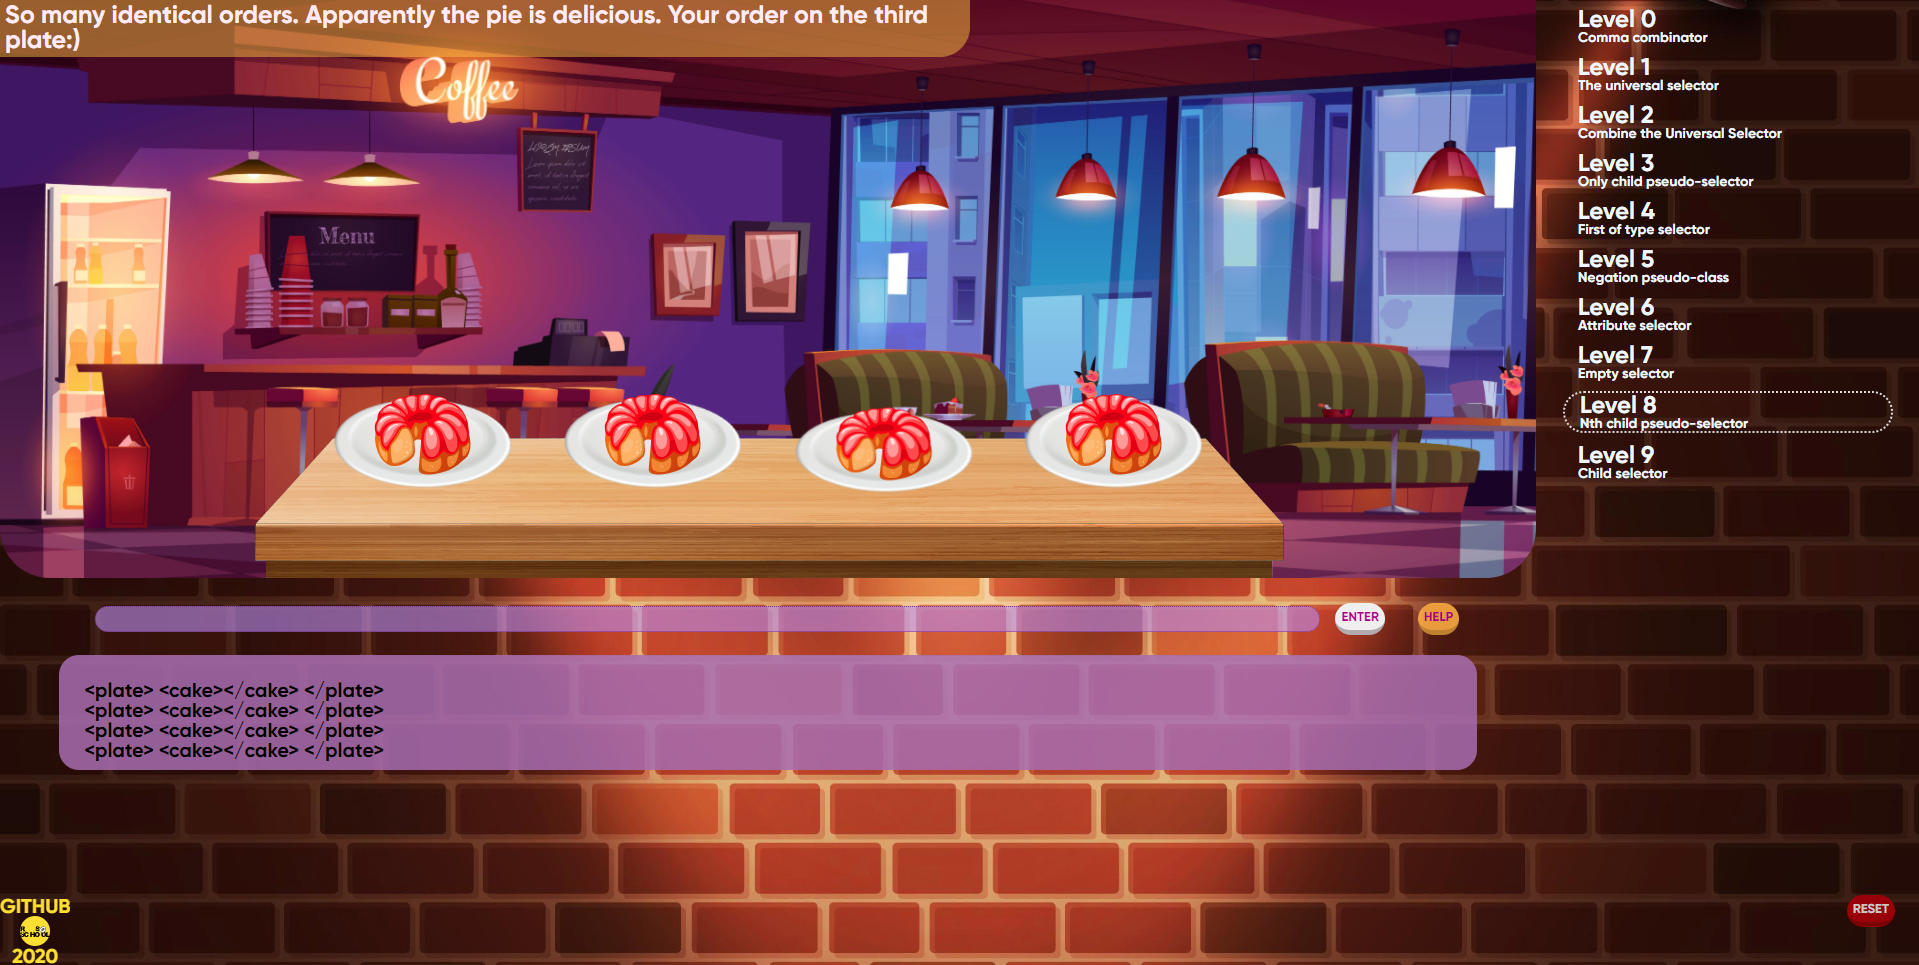 So many identical orders. Apparently the pie is delicious. Your order on the third
plate:)
Coffee
Menu
Level 0
Comma combinator
Level 1
The universal selector
Level 2
Combine the Universal Selector
Level 3
Only child pseudo-selector
Level 4
First of type selector
Level 5
Negation pseudo-class
Level 6
Attribute selector
Level 7
Empty selector
Level 8
Nth child pseudo-selector
Level 9
Child selector
ENTER
HELP
<plate> <cake></cake> </plate>
<plate> <cake></cake> </plate>
<plate> <cake></cake> </plate>
<plate> <cake></cake> </plate>
GITHUB
2020
RESET